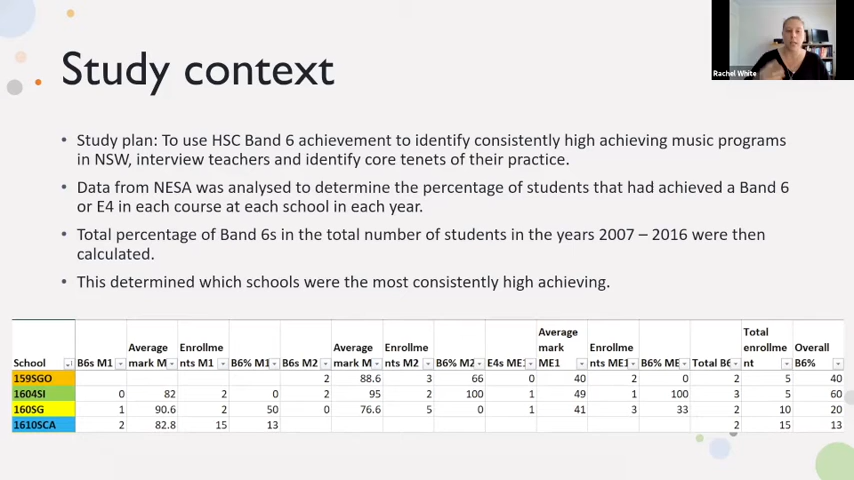 Rachel White
Study context
• Study plan: To use HSC Band 6 achievement to identify consistently high achieving music programs
in NSW, interview teachers and identify core tenets of their practice.
• Data from NESA was analysed to determine the percentage of students that had achieved a Band 6
or E4 in each course at each school in each year.
• Total percentage of Band 6s in the total number of students in the years 2007 – 2016 were then
calculated.
• This determined which schools were the most consistently high achieving.
Average
Total
Average Enrollme Average Enrollme mark Enrollme enrollme Overall
School B6s M1 mark M nts M1 B6% M1 B6s M2 mark M nts M2 B6% M2 E4s ME1 ME1 nts ME1 B6% ME Total B6 nt B6%
1595GO 2 88.6 3 66 0 40 2 0 2 5 40
1604SI 0 82 2 0 2 95 2 100 1 49 1 100 3 5 60
160SG 1 90.6 2 50 0 76.6 5 0 1 41 3 33 2 10 20
1610SCA 2 82.8 15 13 2 15 13